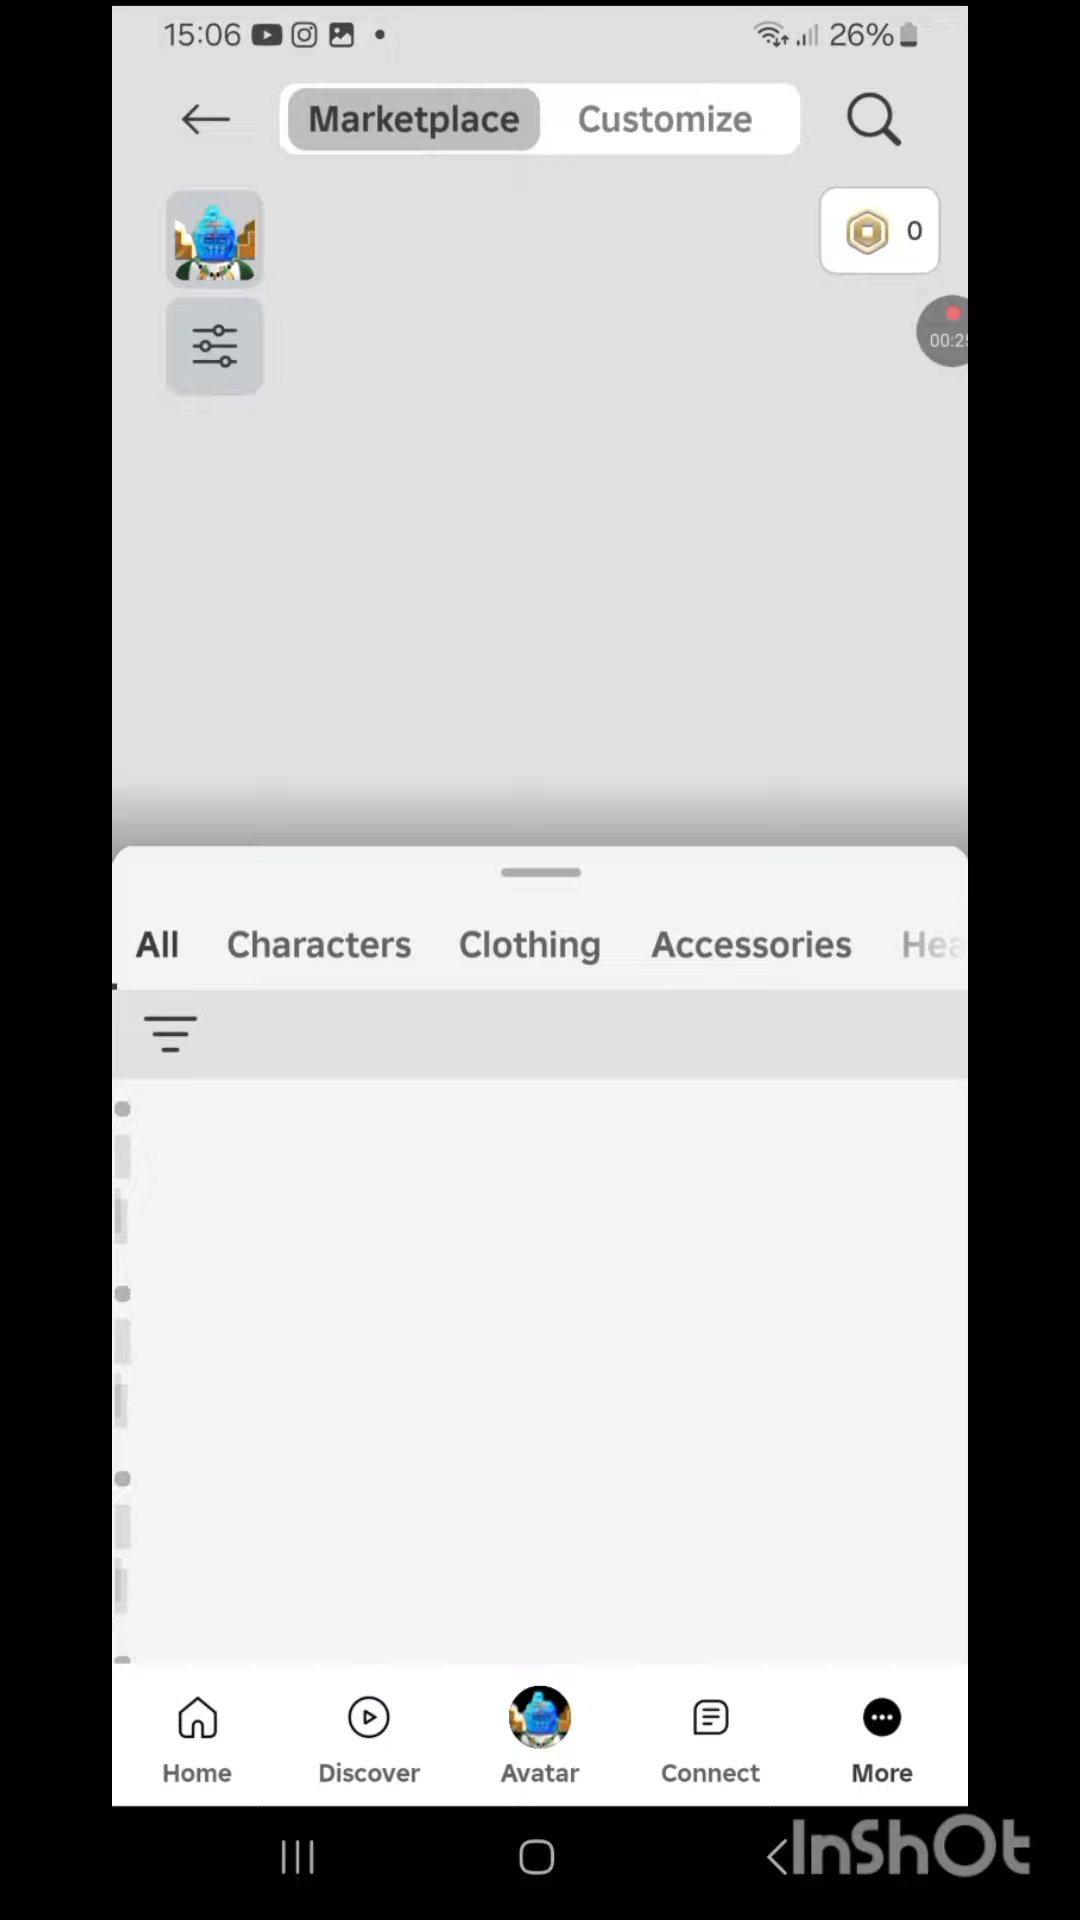 15:06 26%
Marketplace Customize
0
00:2
All Characters Clothing Accessories Hea
Home Discover Avatar Connect More
InShOt